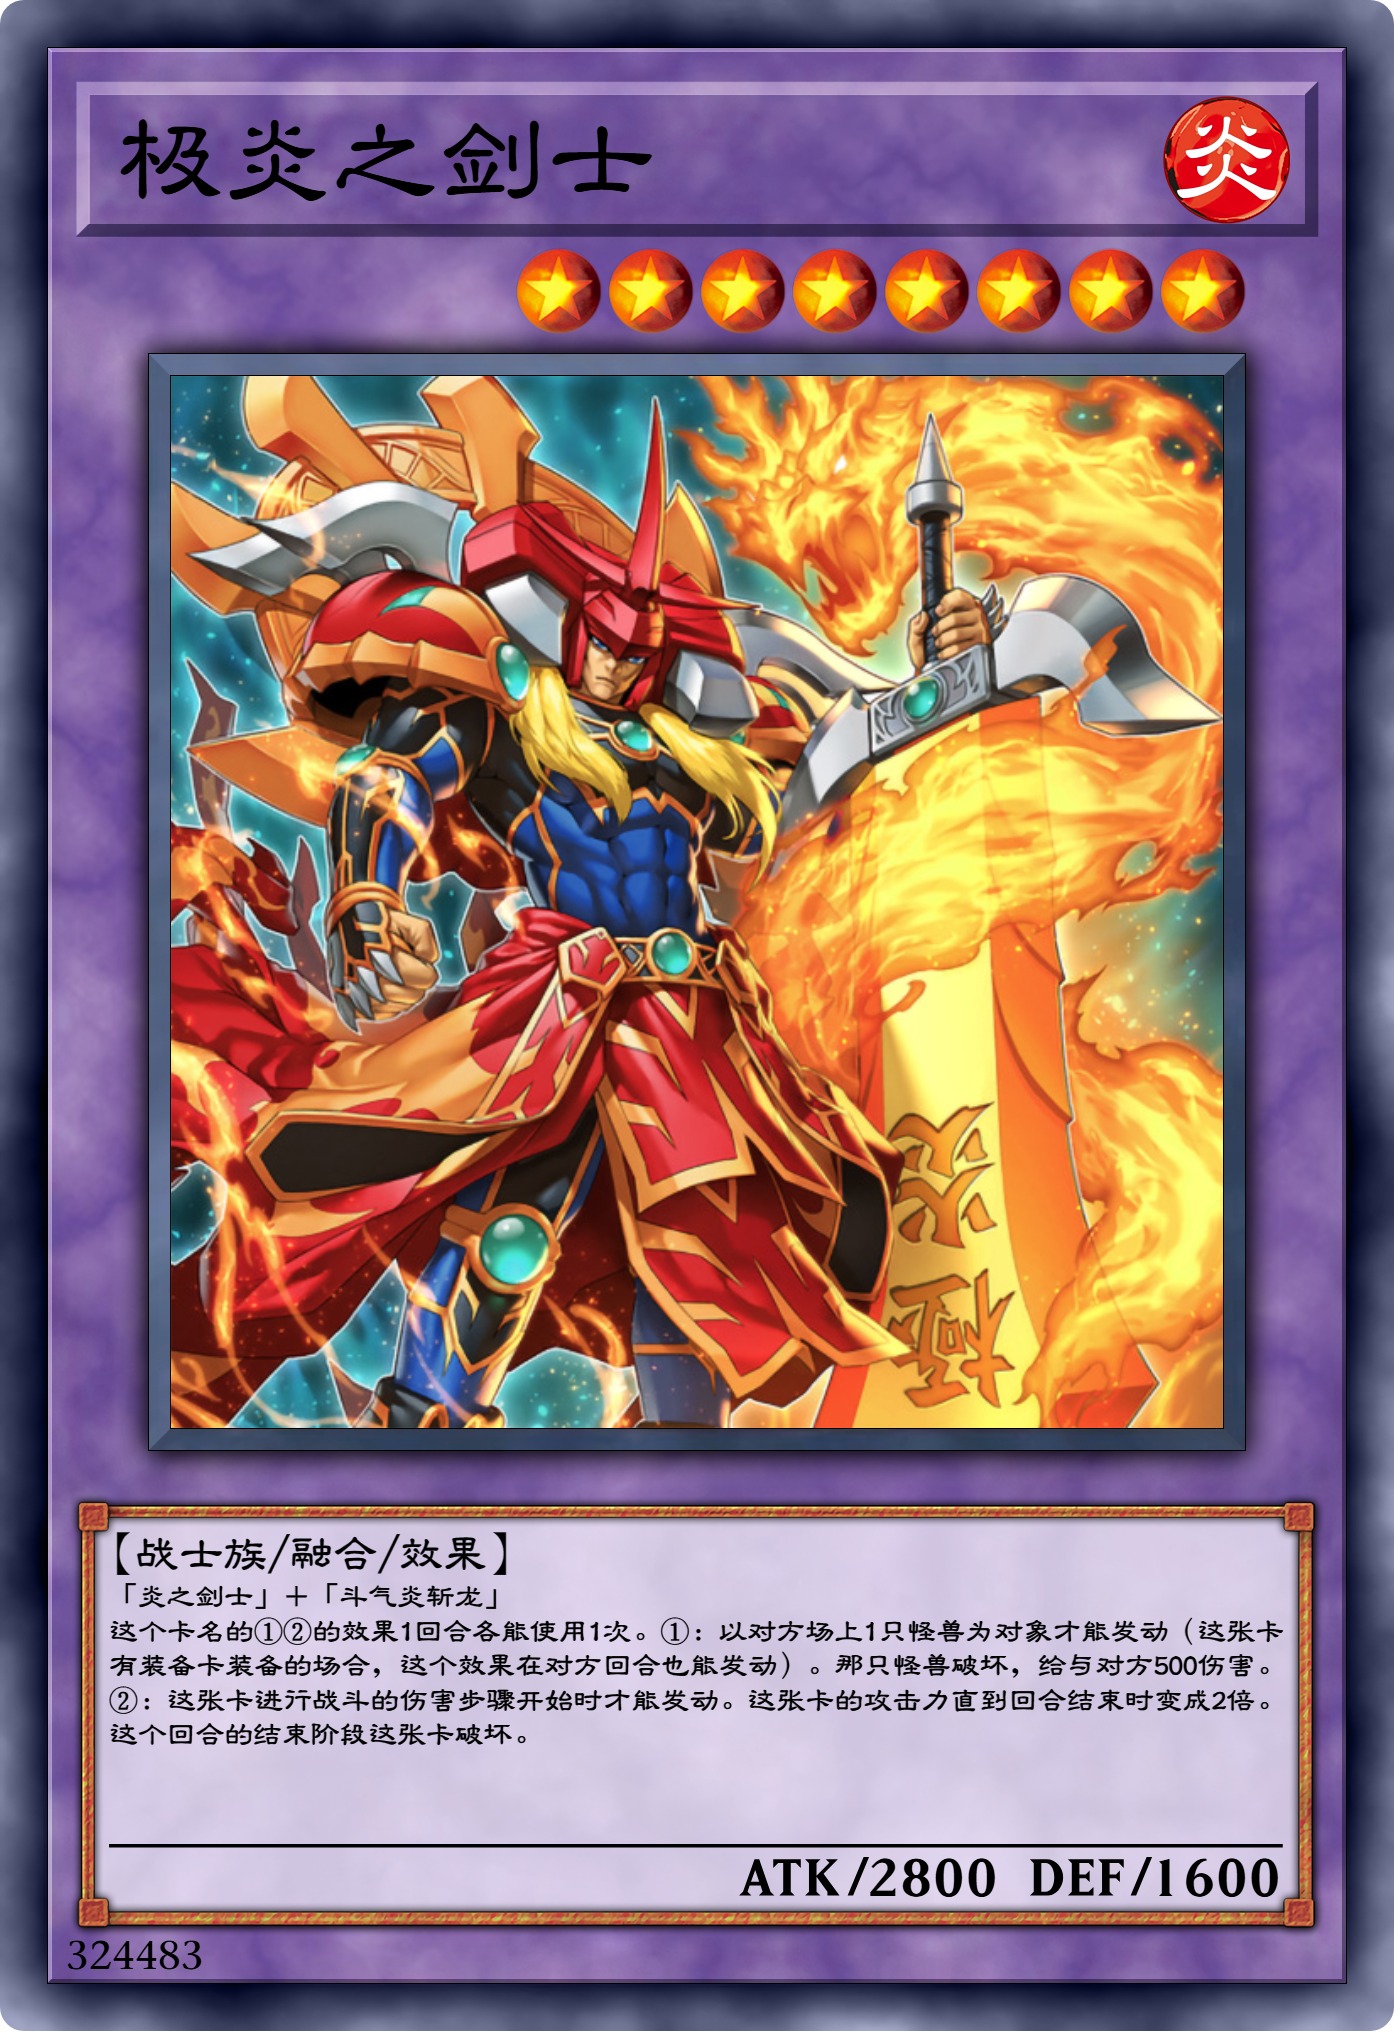 极炎之剑士
炎
極炎
【战士族/融合/效果】
「炎之剑士」＋「斗气炎斩龙」
这个卡名的①②的效果1回合各能使用1次。①：以对方场上1只怪兽为对象才能发动（这张卡
有装备卡装备的场合，这个效果在对方回合也能发动）。那只怪兽破坏，给与对方500伤害。
②：这张卡进行战斗的伤害步骤开始时才能发动。这张卡的攻击力直到回合结束时变成2倍。
这个回合的结束阶段这张卡破坏。
ATK/2800 DEF/1600
324483